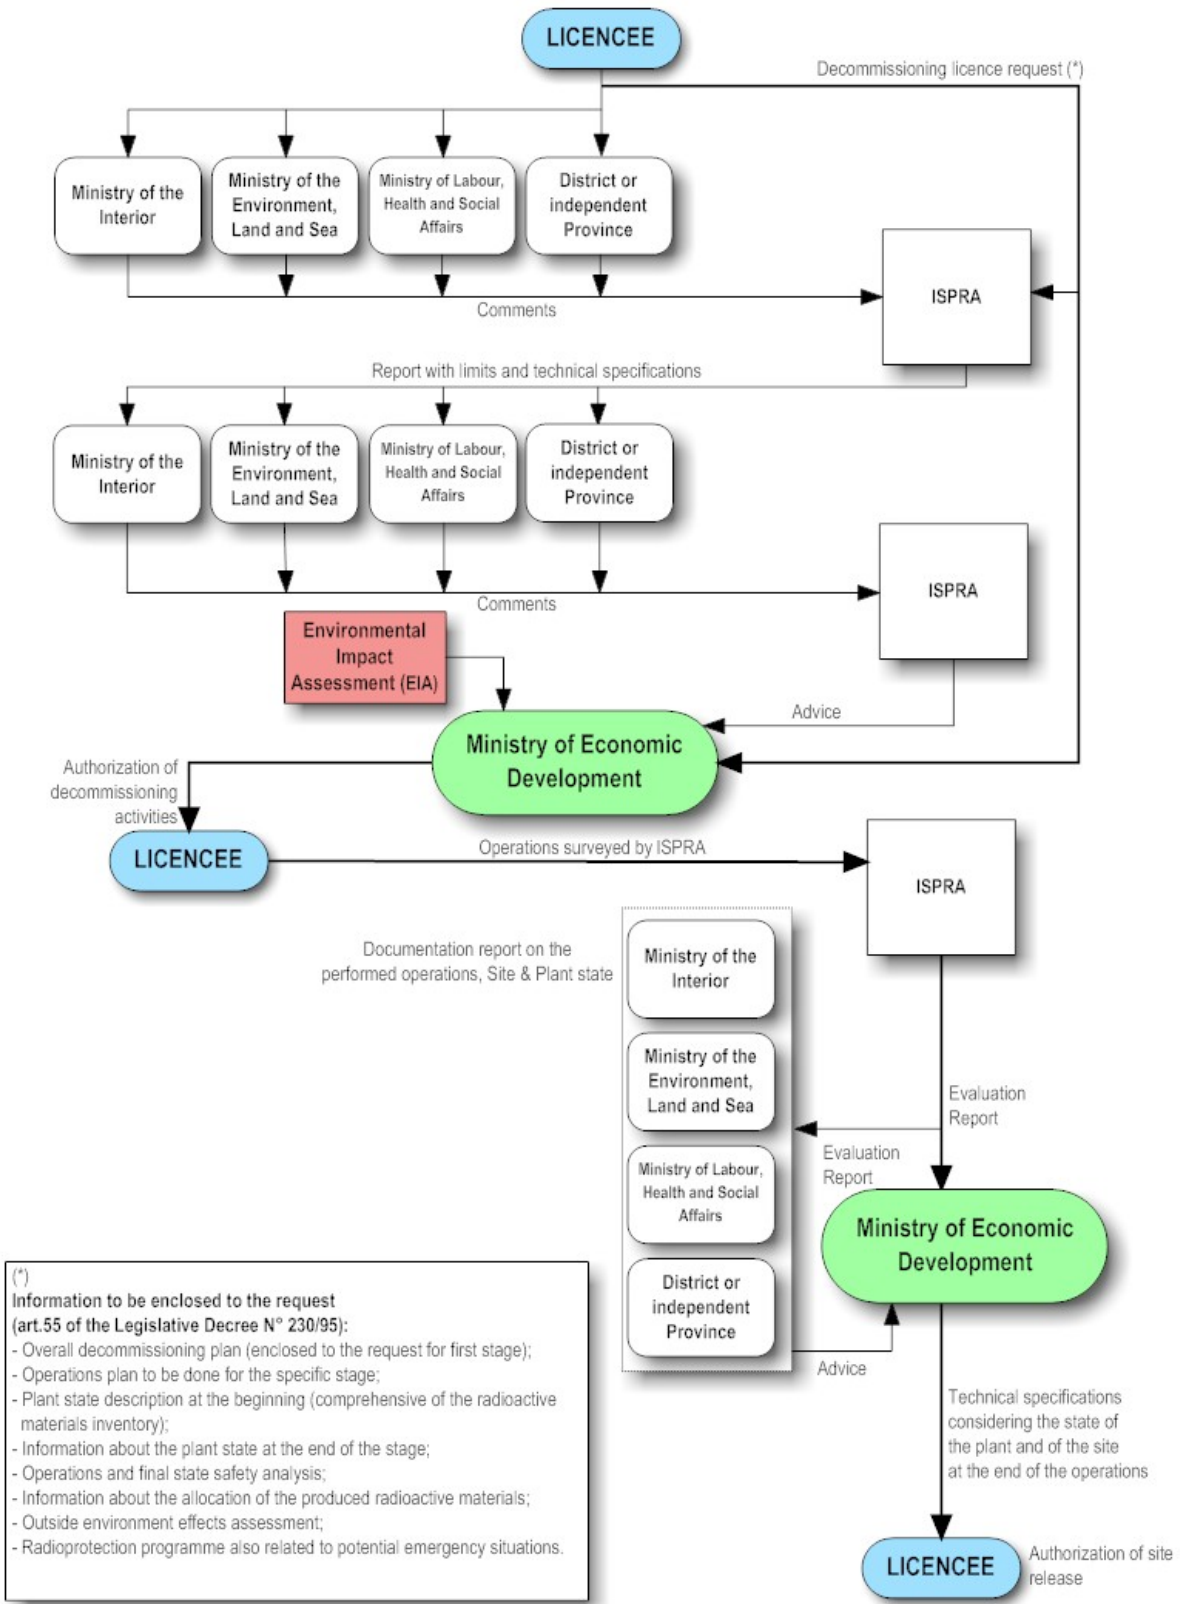 LICENCEE
Decommissioning licence request (*)
Ministry of the
Interior
Ministry of the
Environment,
Land and Sea
Ministry of Labour,
Health and Social
Affairs
District or
independent
Province
ISPRA
Comments
Report with limits and technical specifications
Ministry of the
Interior
Ministry of the
Environment,
Land and Sea
Ministry of Labour,
Health and Social
Affairs
District or
independent
Province
ISPRA
Comments
Environmental
Impact
Assessment (EIA)
Advice
Ministry of Economic
Development
Authorization of
decommissioning
activities
LICENCEE
Operations surveyed by ISPRA
ISPRA
Documentation report on the
performed operations, Site & Plant state
Ministry of the
Interior
Ministry of the
Environment,
Land and Sea
Ministry of Labour,
Health and Social
Affairs
District or
independent
Province
Evaluation
Report
Evaluation
Report
Ministry of Economic
Development
Advice
Technical specifications
considering the state of
the plant and of the site
at the end of the operations
LICENCEE
Authorization of site
release
(*)
Information to be enclosed to the request
(art.55 of the Legislative Decree N° 230/95):
- Overall decommissioning plan (enclosed to the request for first stage);
- Operations plan to be done for the specific stage;
- Plant state description at the beginning (comprehensive of the radioactive
materials inventory);
- Information about the plant state at the end of the stage;
- Operations and final state safety analysis;
- Information about the allocation of the produced radioactive materials;
- Outside environment effects assessment;
- Radioprotection programme also related to potential emergency situations.